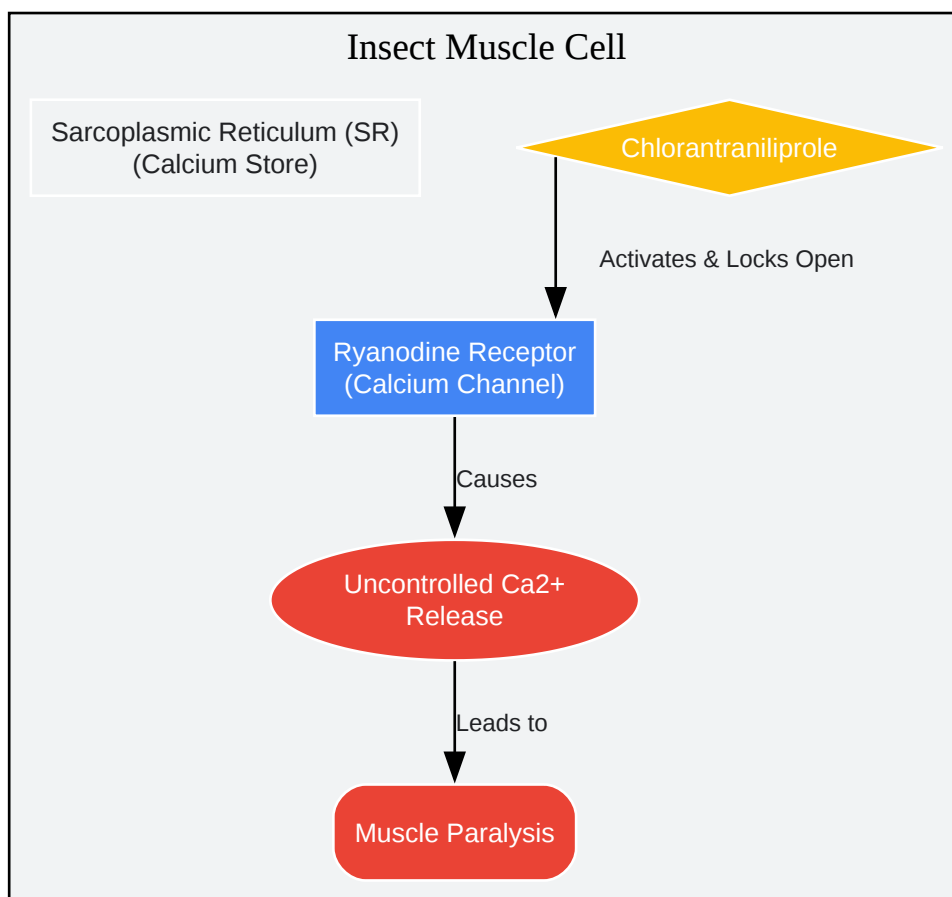 Insect Muscle Cell
Sarcoplasmic Reticulum (SR)
(Calcium Store)
Chlorantraniliprole
Activates & Locks Open
Ryanodine Receptor
(Calcium Channel)
Causes
Uncontrolled Ca2+
Release
Leads to
Muscle Paralysis